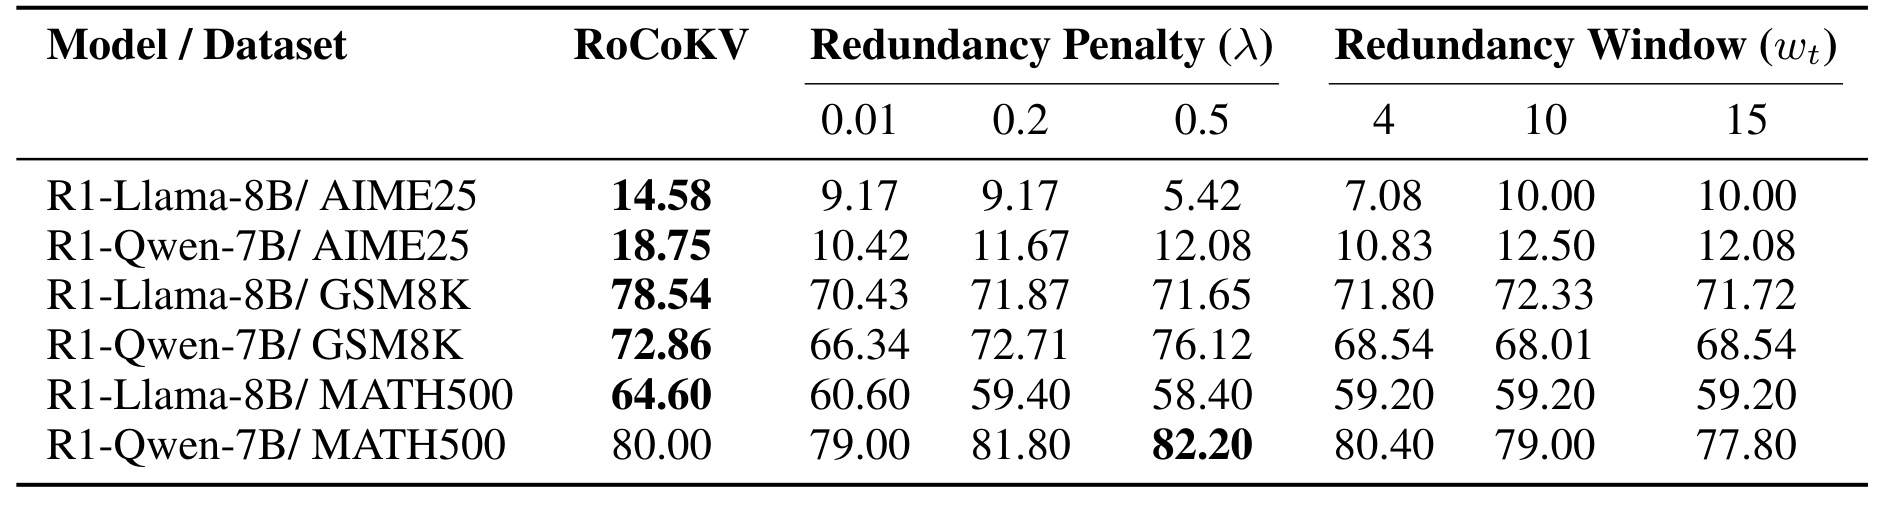 Model / Dataset RoCoKV Redundancy Penalty (λ) Redundancy Window (wₜ)
0.01 0.2 0.5 4 10 15
R1-Llama-8B/ AIME25 14.58 9.17 9.17 5.42 7.08 10.00 10.00
R1-Qwen-7B/ AIME25 18.75 10.42 11.67 12.08 10.83 12.50 12.08
R1-Llama-8B/ GSM8K 78.54 70.43 71.87 71.65 71.80 72.33 71.72
R1-Qwen-7B/ GSM8K 72.86 66.34 72.71 76.12 68.54 68.01 68.54
R1-Llama-8B/ MATH500 64.60 60.60 59.40 58.40 59.20 59.20 59.20
R1-Qwen-7B/ MATH500 80.00 79.00 81.80 82.20 80.40 79.00 77.80